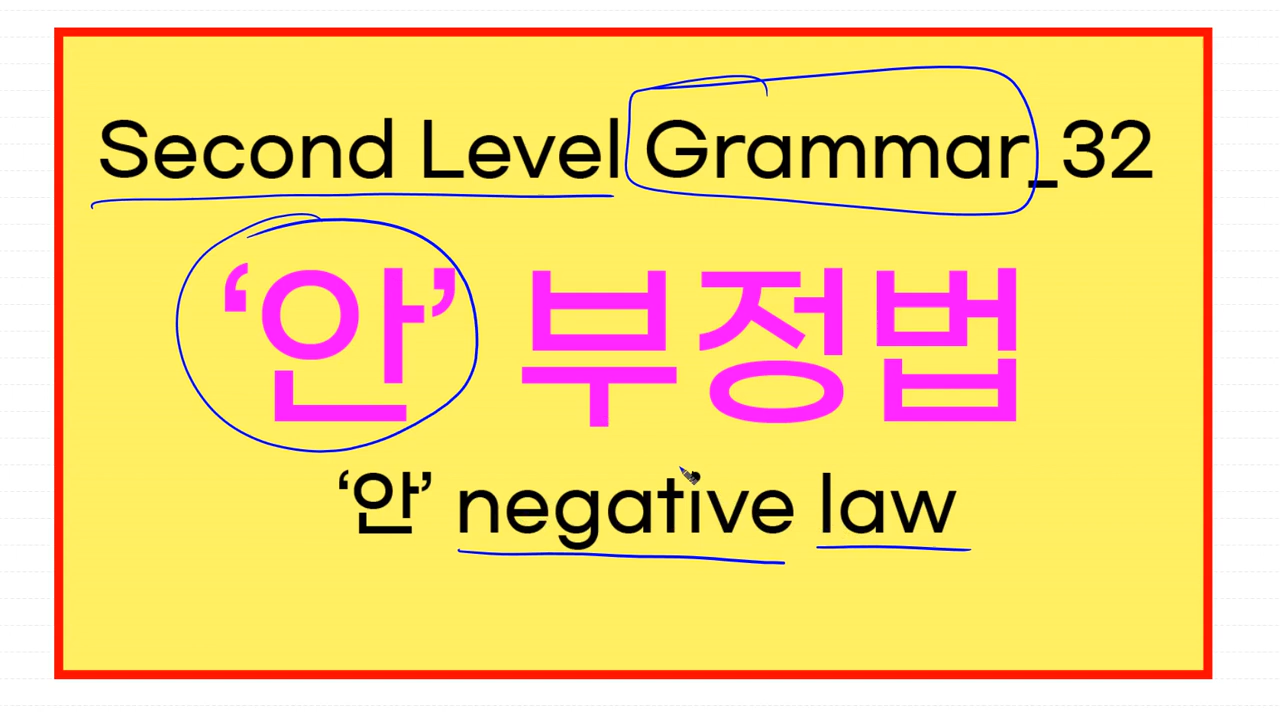 Second Level Grammar_32
‘안’ 부정법
‘안’ negative law